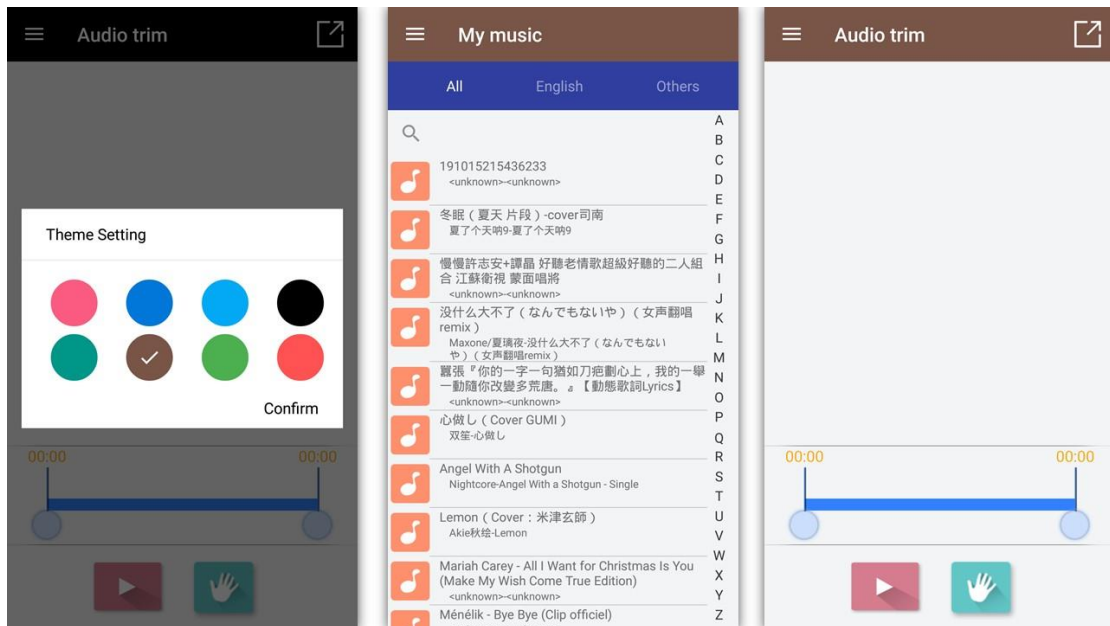 Audio trim
Theme Setting
Confirm
00:00 00:00
My music
All English Others
191015215436233
<unknown>-<unknown>
冬眠（夏天 片段）-cover司南
夏了个天呐9-夏了个天呐9
慢慢許志安+譚晶 好聽老情歌超級好聽的二人組
合 江蘇衛視 蒙面唱將
<unknown>-<unknown>
没什么大不了（なんでもないや）（女声翻唱
remix）
Maxone/夏璃夜-没什么大不了（なんでもない
や）（女声翻唱remix）
囂張『你的一字一句猶如刀疤劃心上，我的一舉
一動隨你改變多荒唐。』【動態歌詞Lyrics】
<unknown>-<unknown>
心做し（Cover GUMI）
双笙-心做し
Angel With A Shotgun
Nightcore-Angel With a Shotgun - Single
Lemon（Cover：米津玄師）
Akie秋绘-Lemon
Mariah Carey - All I Want for Christmas Is You
(Make My Wish Come True Edition)
<unknown>-<unknown>
Ménélik - Bye Bye (Clip officiel)
A
B
C
D
E
F
G
H
I
J
K
L
M
N
O
P
Q
R
S
T
U
V
W
X
Y
Z
Audio trim
00:00 00:00